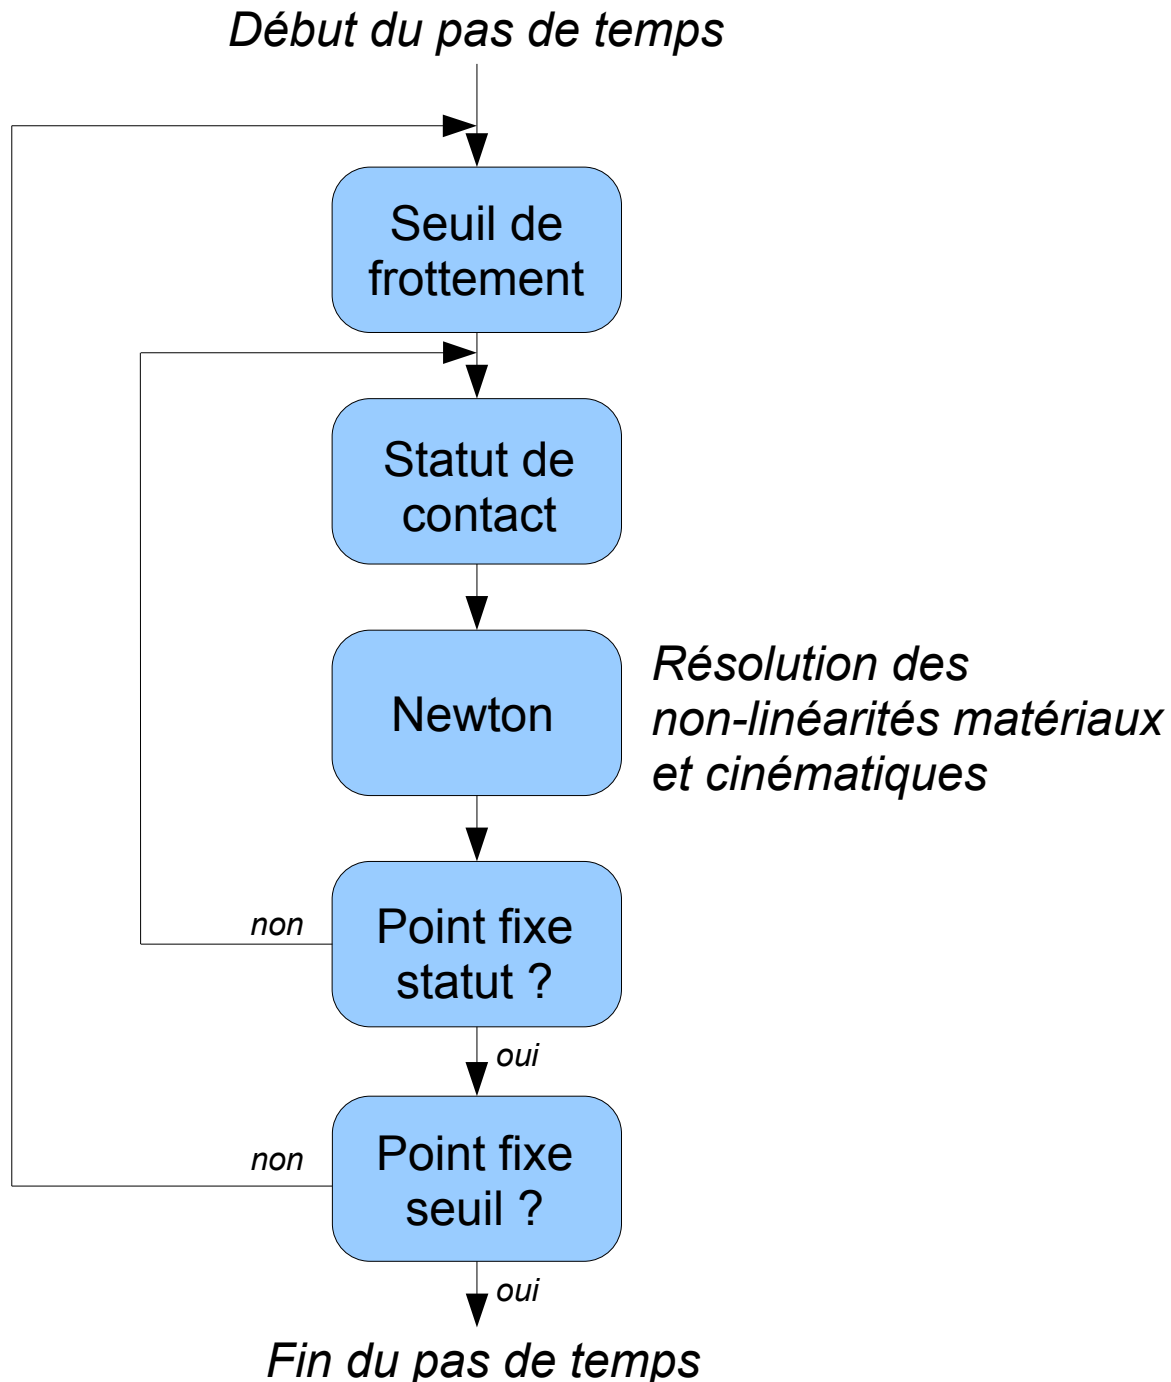 Début du pas de temps
Seuil de
frottement
Statut de
contact
Newton
Résolution des
non-linéarités matériaux
et cinématiques
non
Point fixe
statut ?
oui
non
Point fixe
seuil ?
oui
Fin du pas de temps